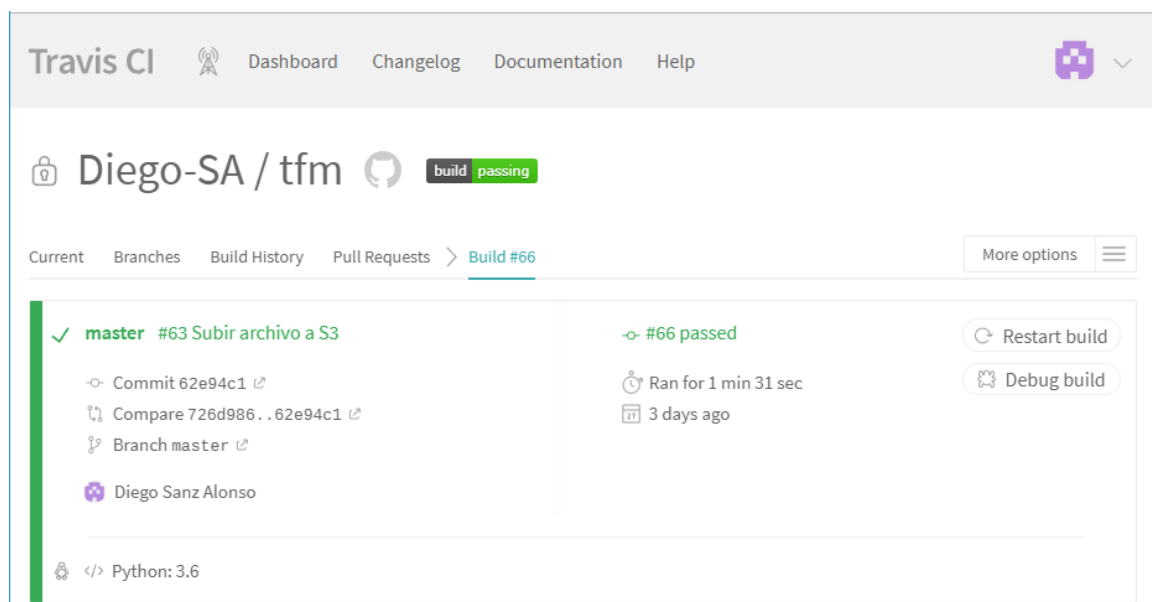 Travis CI Dashboard Changelog Documentation Help
Diego-SA / tfm build passing
Current Branches Build History Pull Requests Build #66 More options
master #63 Subir archivo a S3
Commit 62e94c1
Compare 726d986..62e94c1
Branch master
Diego Sanz Alonso
#66 passed
Ran for 1 min 31 sec
27 3 days ago
Restart build
Debug build
</> Python: 3.6